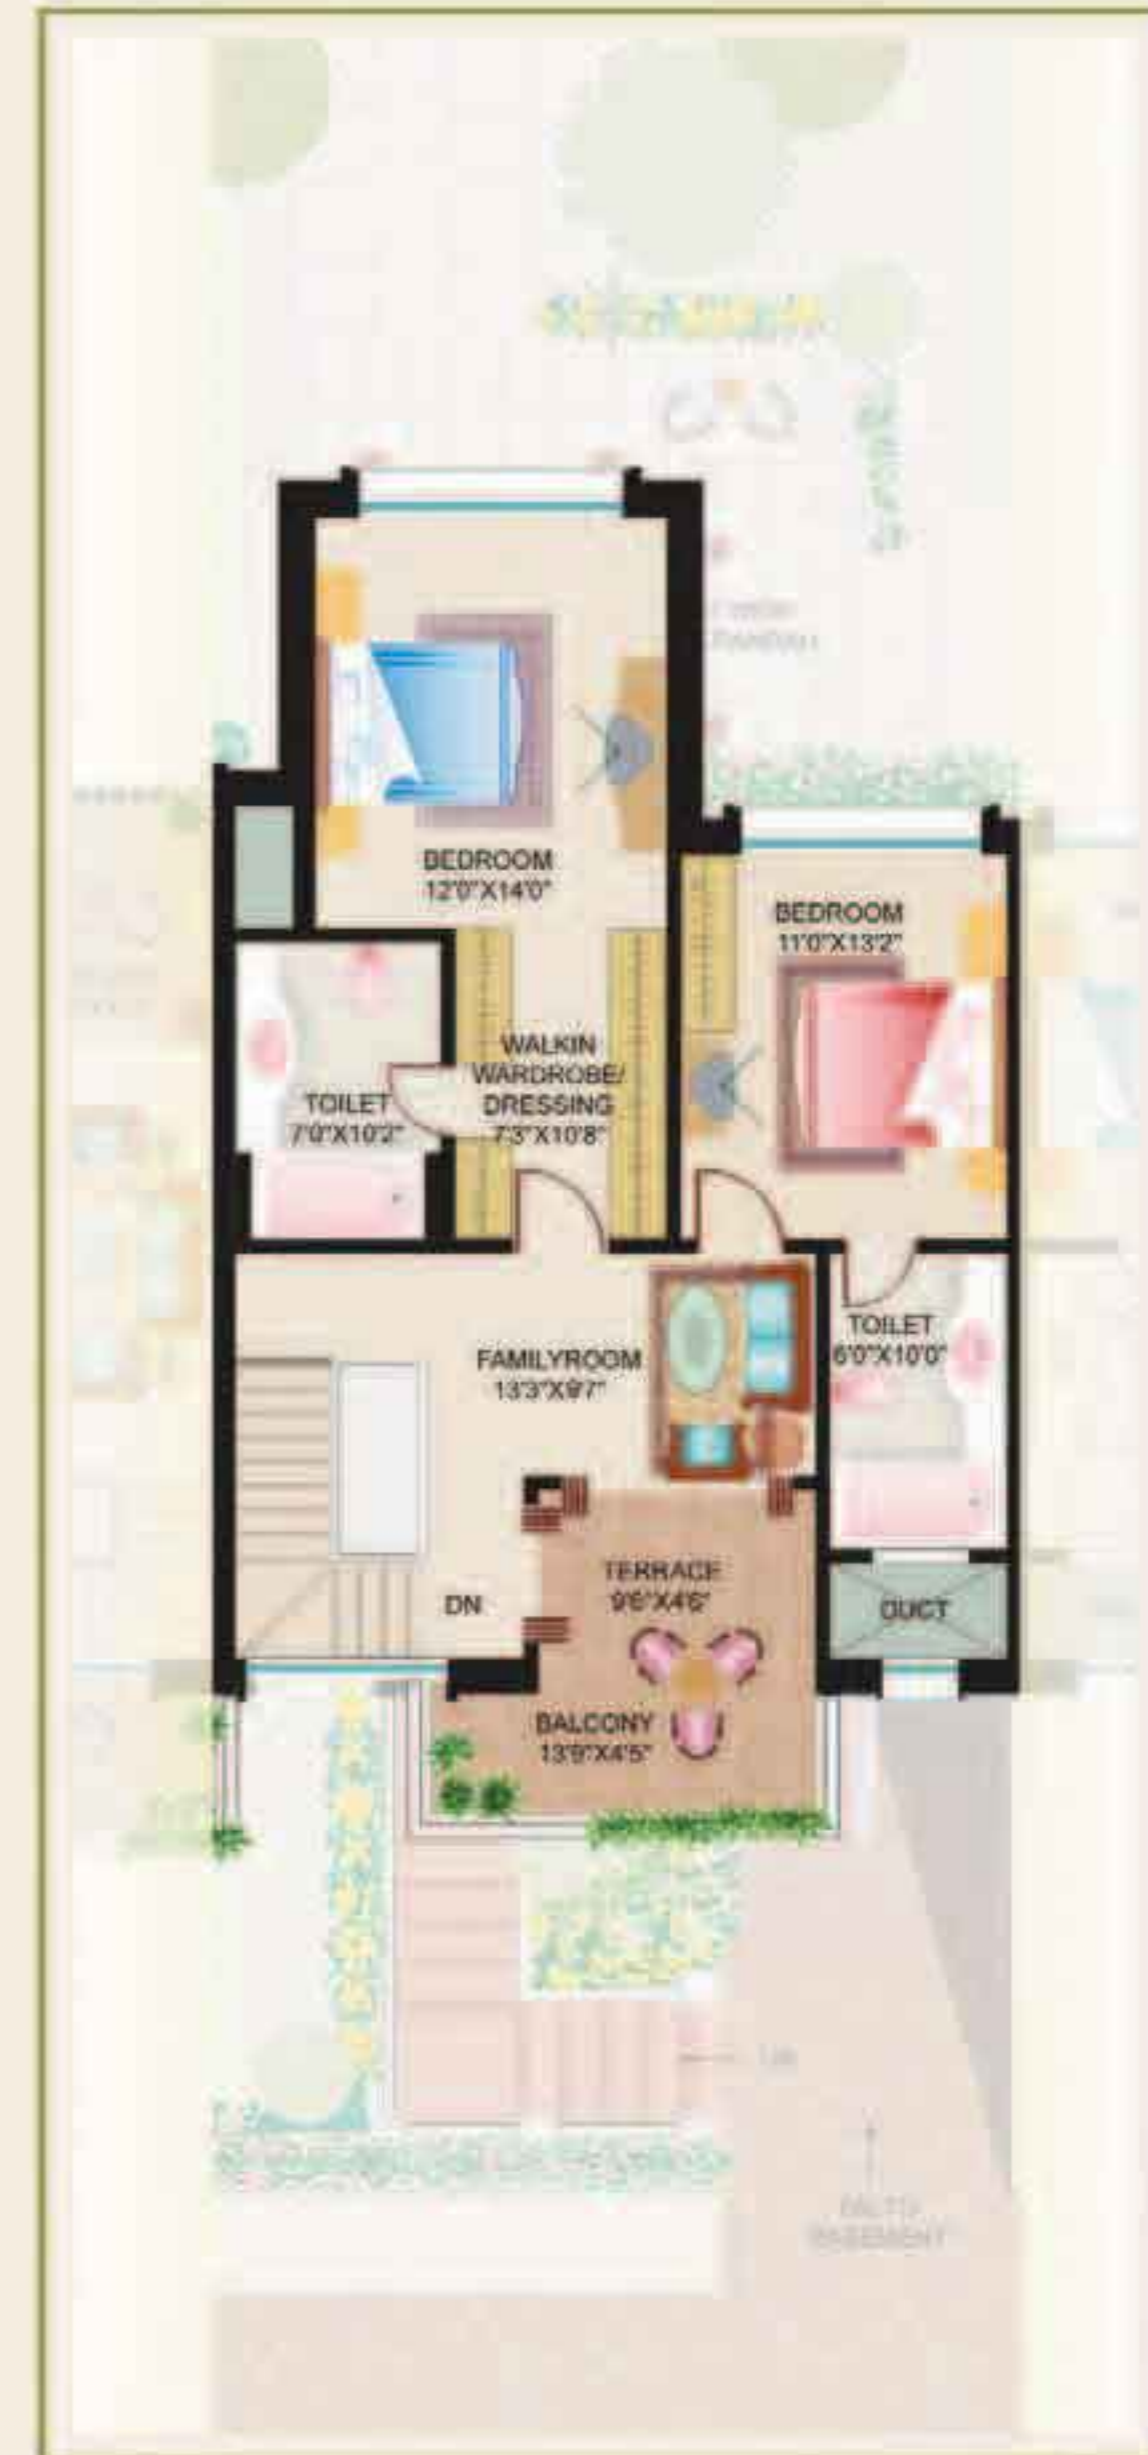 BEDROOM
12'0"X14'0"
BEDROOM
11'0"X13'2"
WALKIN
WARDROBE/
DRESSING
7'3"X10'8"
TOILET
7'0"X10'2"
FAMILYROOM
13'3"X9'7"
TOILET
6'0"X10'0"
TERRACE
9'6"X4'6"
DN
DUCT
BALCONY
13'9"X4'5"
BASEMENT